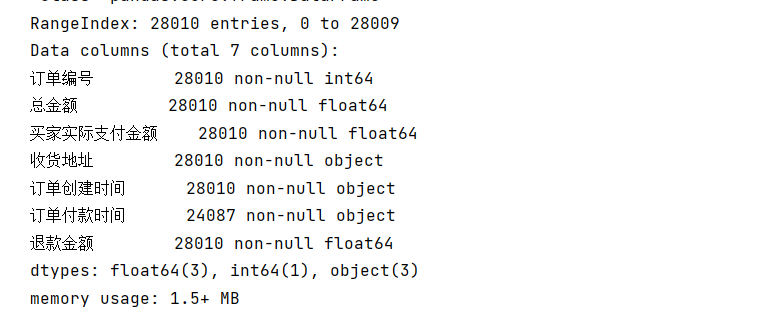 RangeIndex: 28010 entries, 0 to 28009
Data columns (total 7 columns):
订单编号 28010 non-null int64
总金额 28010 non-null float64
买家实际支付金额 28010 non-null float64
收货地址 28010 non-null object
订单创建时间 28010 non-null object
订单付款时间 24087 non-null object
退款金额 28010 non-null float64
dtypes: float64(3), int64(1), object(3)
memory usage: 1.5+ MB